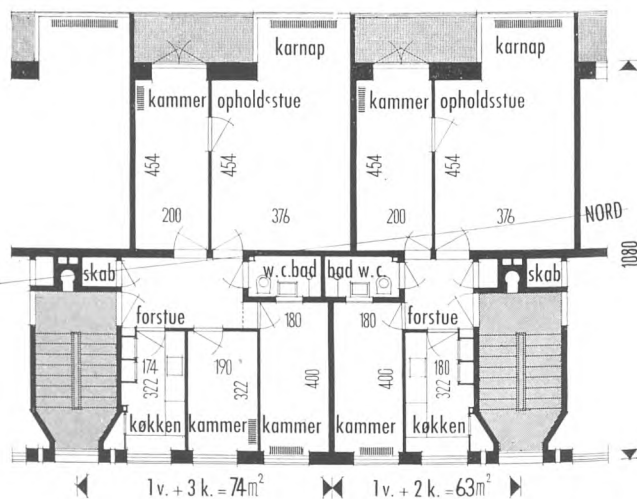 karnap
karnap
kammer
opholdsstue
kammer
opholdsstue
454
454
454
454
200
376
200
376
NORD
1080
skab
w.c.bad
bad w.c.
skab
forstue
forstue
180
180
174
322
190
322
400
400
180
322
køkken
kammer
kammer
kammer
køkken
1 v. + 3 k. = 74 m²
1 v. + 2 k. = 63 m²